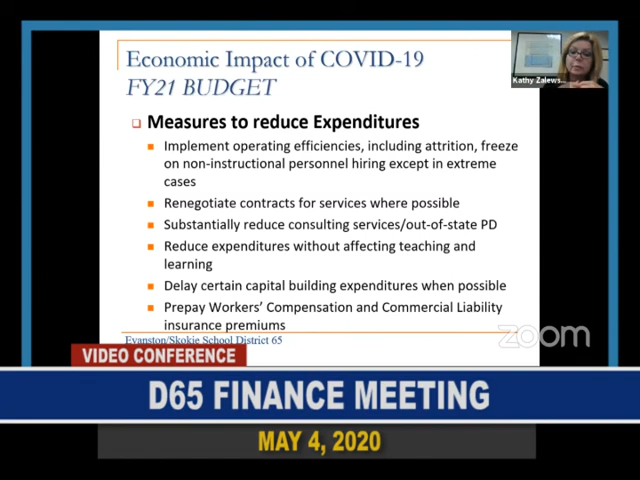 Economic Impact of COVID-19
FY21 BUDGET
Kathy Zalews...
Measures to reduce Expenditures
Implement operating efficiencies, including attrition, freeze
on non-instructional personnel hiring except in extreme
cases
Renegotiate contracts for services where possible
Substantially reduce consulting services/out-of-state PD
Reduce expenditures without affecting teaching and
learning
Delay certain capital building expenditures when possible
Prepay Workers' Compensation and Commercial Liability
insurance premiums
Evanston/Skokie School District 65
zoom
VIDEO CONFERENCE
D65 FINANCE MEETING
MAY 4, 2020